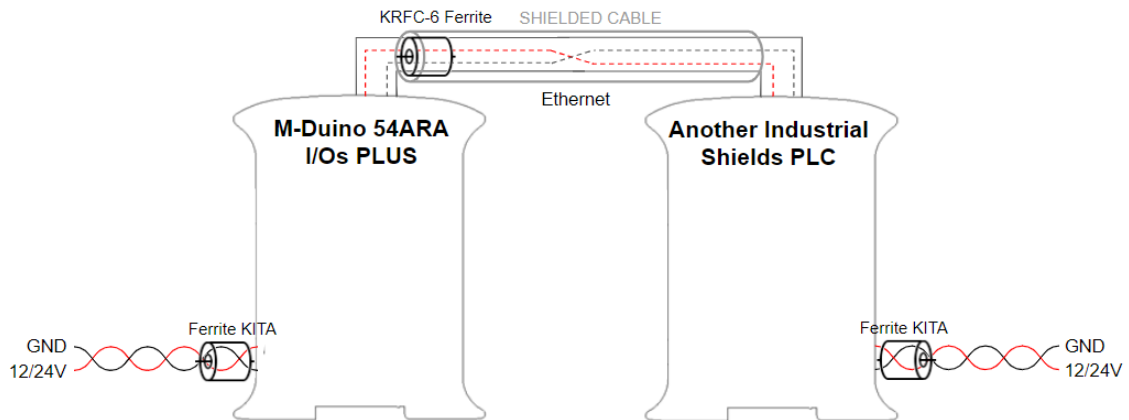 KRFC-6 Ferrite
SHIELDED CABLE
Ethernet
M-Duino 54ARA
I/Os PLUS
Another Industrial
Shields PLC
Ferrite KITA
GND
12/24V
Ferrite KITA
GND
12/24V